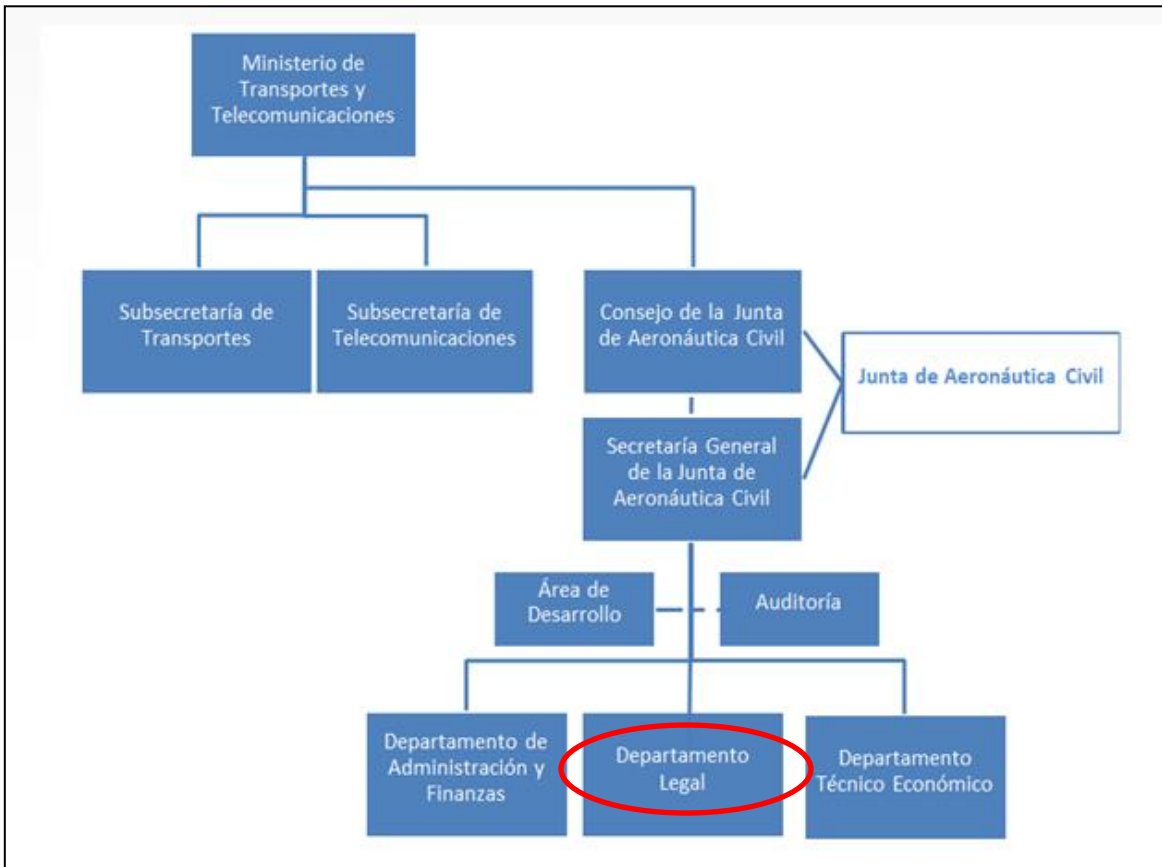 Ministerio de
Transportes y
Telecomunicaciones
Subsecretaría de
Transportes
Subsecretaría de
Telecomunicaciones
Consejo de la Junta
de Aeronáutica Civil
Junta de Aeronáutica Civil
Secretaría General
de la Junta de
Aeronáutica Civil
Área de
Desarrollo
Auditoría
Departamento de
Administración y
Finanzas
Departamento
Legal
Departamento
Técnico Económico